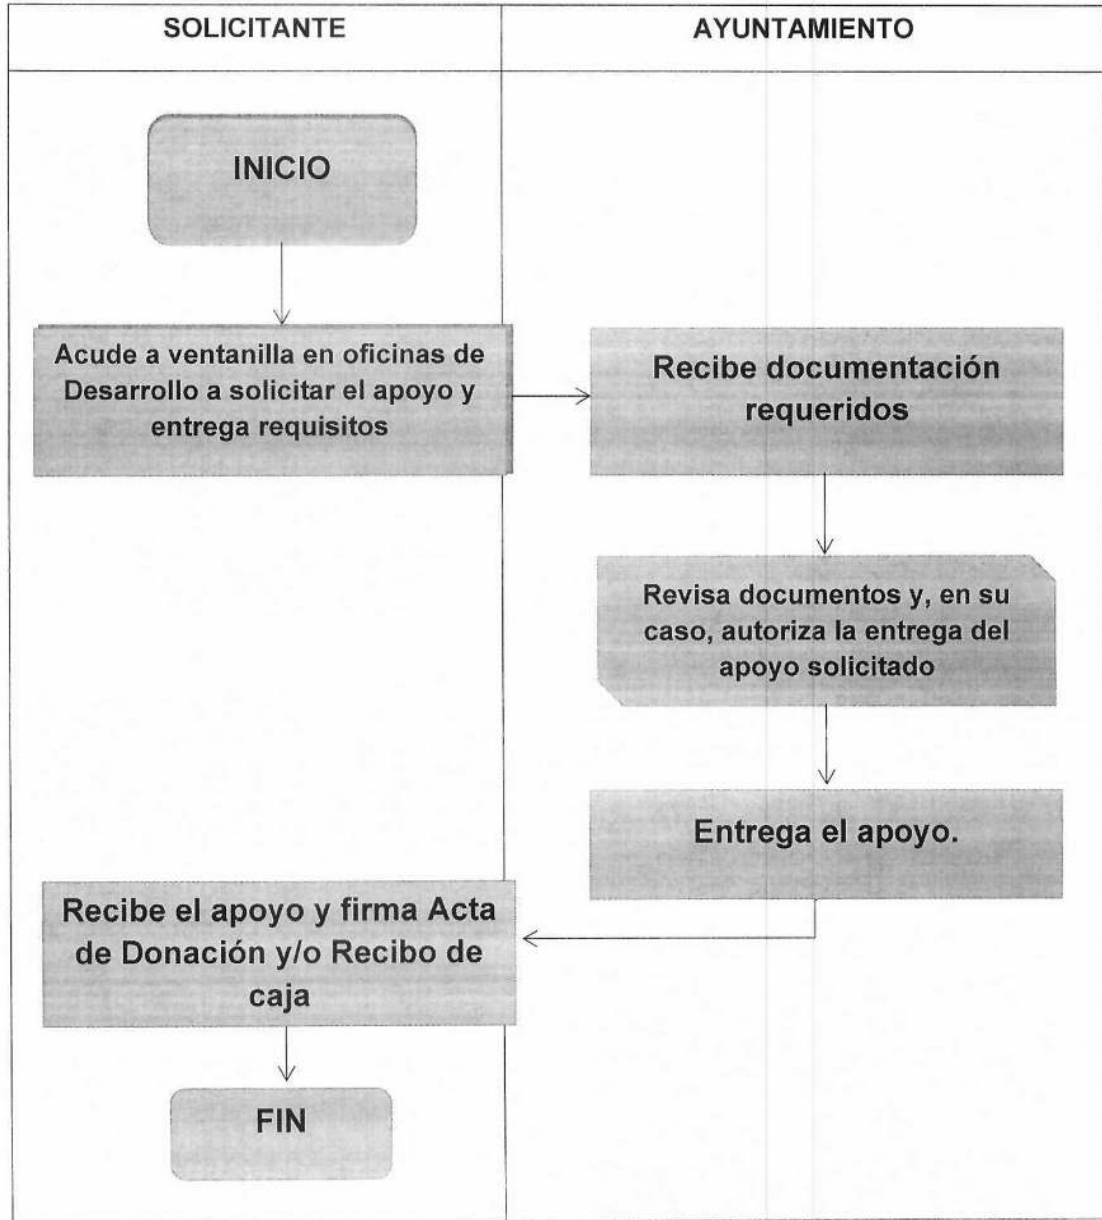 SOLICITANTE
AYUNTAMIENTO
INICIO
Acude a ventanilla en oficinas de
Desarrollo a solicitar el apoyo y
entrega requisitos
Recibe documentación
requeridos
Revisa documentos y, en su
caso, autoriza la entrega del
apoyo solicitado
Entrega el apoyo.
Recibe el apoyo y firma Acta
de Donación y/o Recibo de
caja
FIN